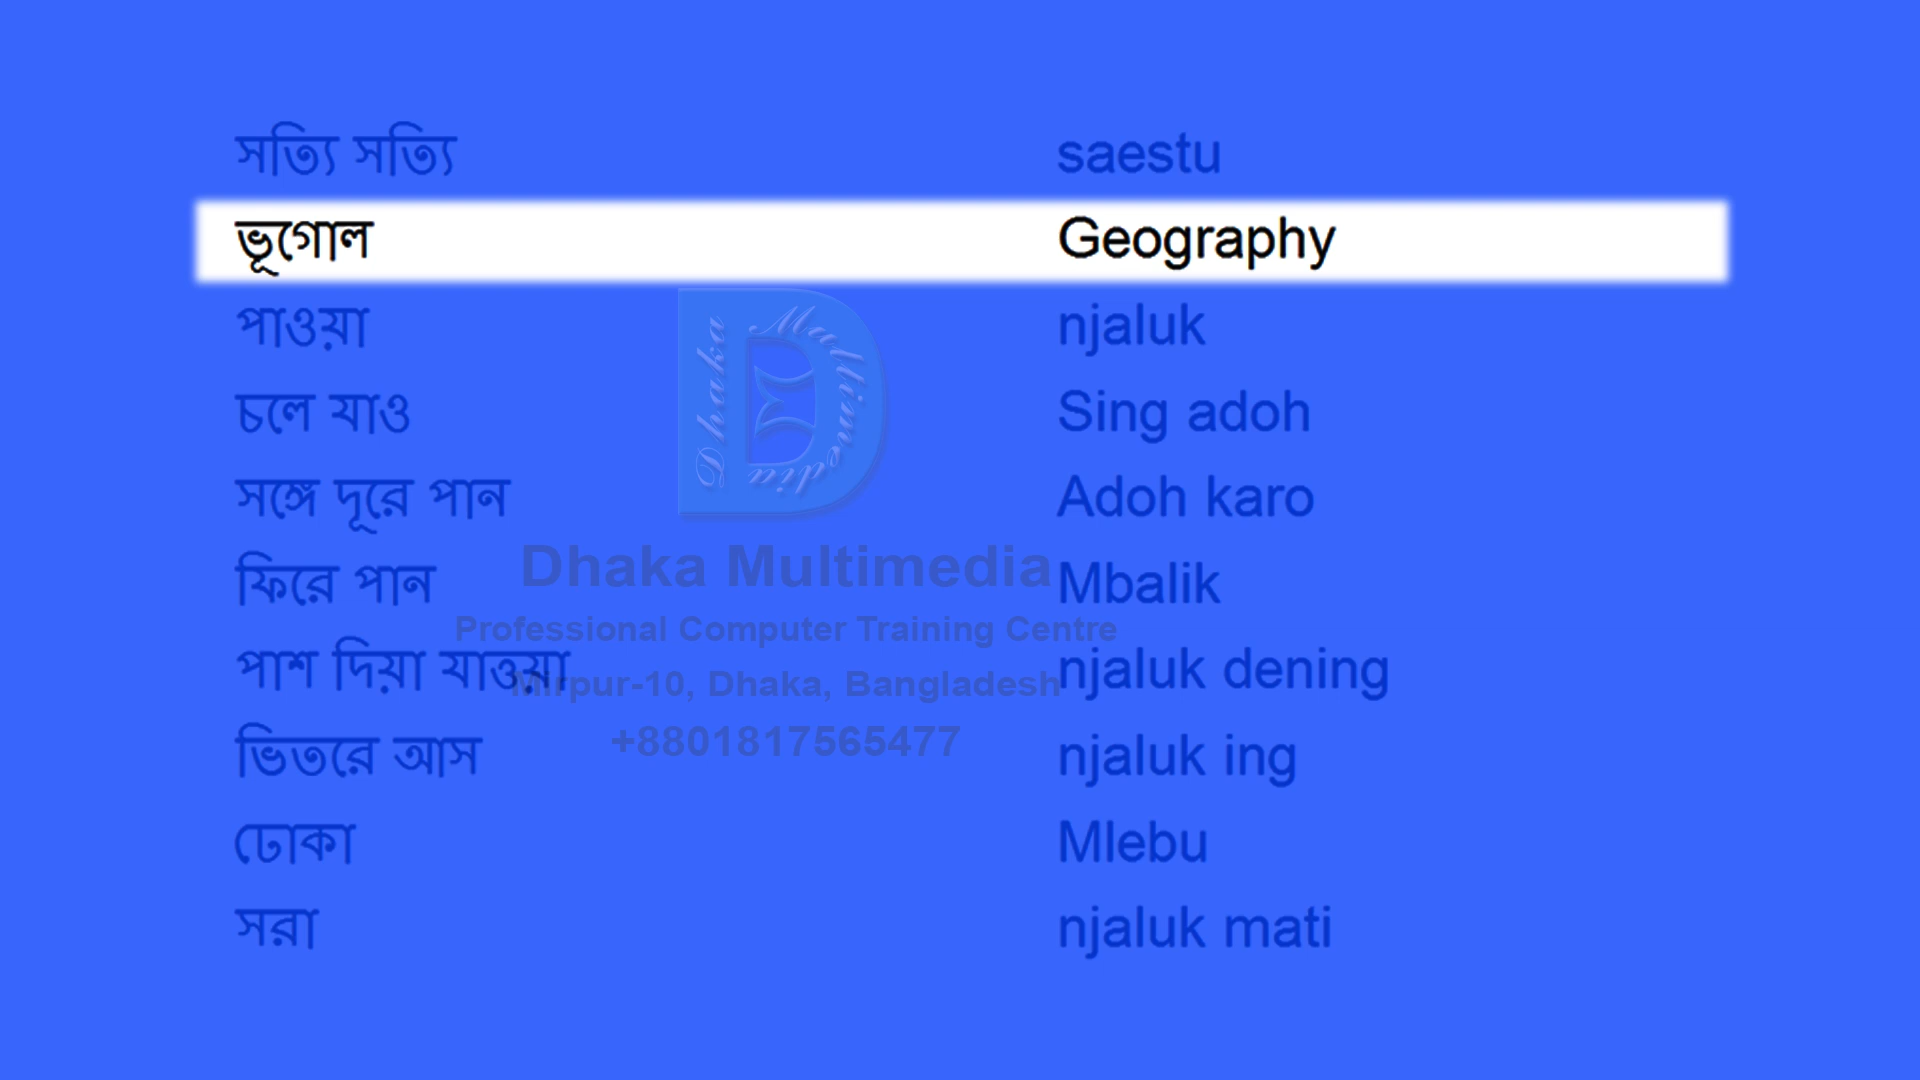 সত্যি সত্যি saestu
ভূগোল Geography
পাওয়া njaluk
চলে যাও Sing adoh
সঙ্গে দূরে পান Adoh karo
ফিরে পান Mbalik
পাশ দিয়া যাত্তয়া njaluk dening
ভিতরে আস njaluk ing
ঢোকা Mlebu
সরা njaluk mati
Dhaka Multimedia
Dhaka Multimedia
Professional Computer Training Centre
Mirpur-10, Dhaka, Bangladesh
+8801817565477